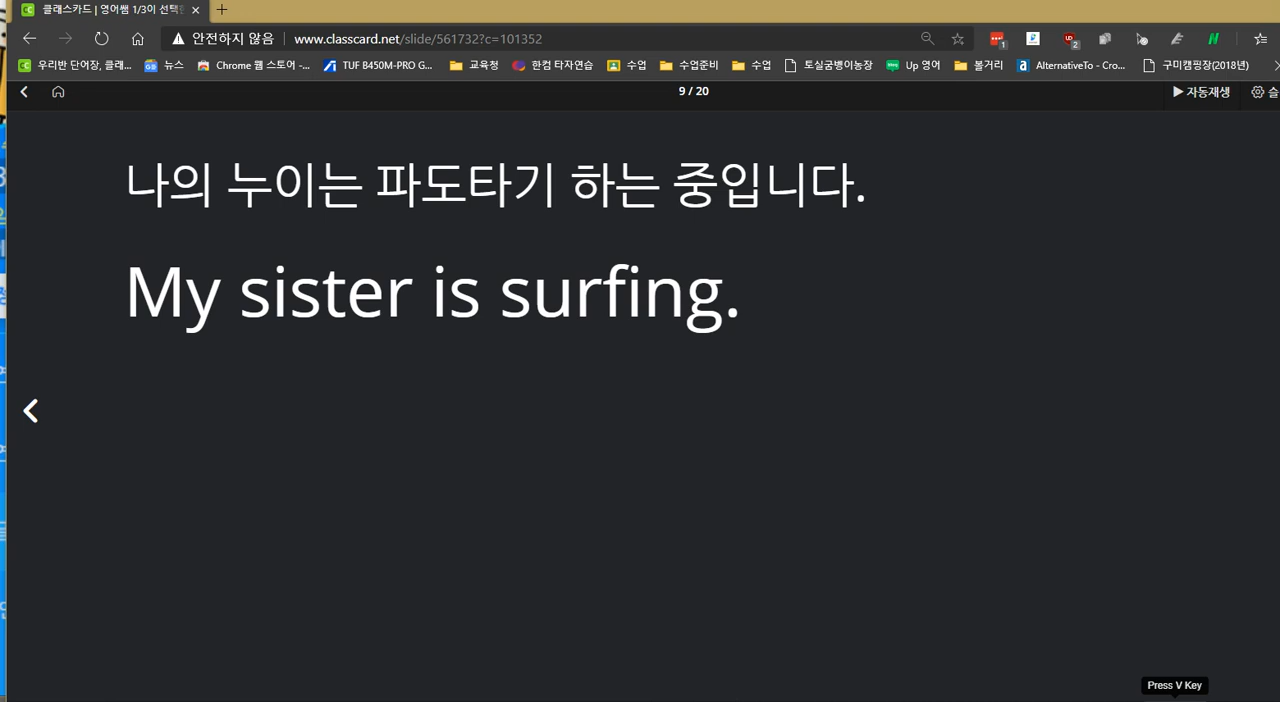 클래스카드 | 영어쌤 1/3이 선택
안전하지 않음 www.classcard.net/slide/561732?c=101352
우리반 단어장, 클래... 뉴스 Chrome 웹 스토어 -... TUF B450M-PRO G... 교육청 한컴 타자연습 수업 수업준비 수업 토실굼벵이농장 Up 영어 볼거리 AlternativeTo - Cro... 구미캠핑장(2018년)
9 / 20 자동재생 슬
나의 누이는 파도타기 하는 중입니다.
My sister is surfing.
Press V Key